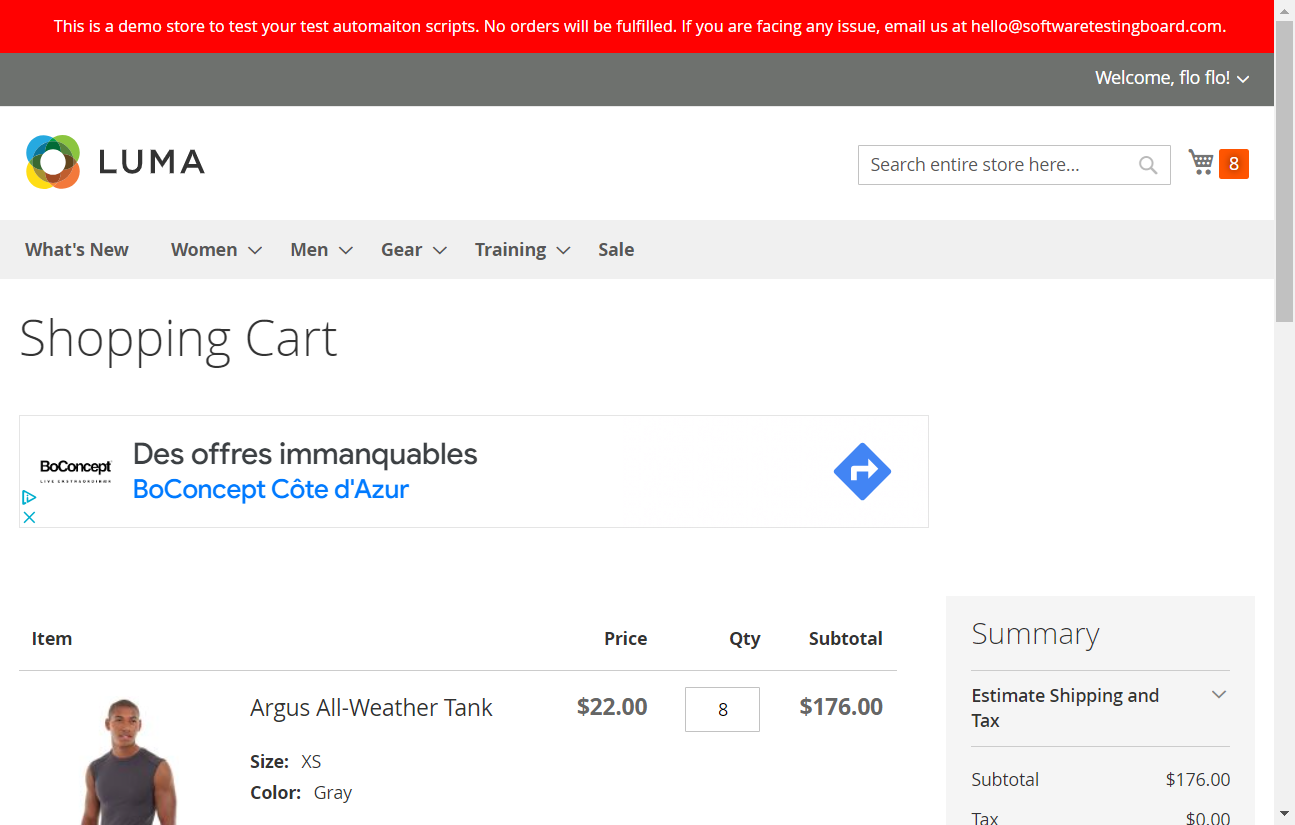 This is a demo store to test your test automaiton scripts. No orders will be fulfilled. If you are facing any issue, email us at hello@softwaretestingboard.com.
Welcome, flo flo!
LUMA
Search entire store here...
8
What's New Women Men Gear Training Sale
Shopping Cart
Des offres immanquables
BoConcept
BoConcept Côte d'Azur
Item Price Qty Subtotal
Argus All-Weather Tank $22.00 8 $176.00
Size: XS
Color: Gray
Summary
Estimate Shipping and
Tax
Subtotal $176.00
Tax $0.00